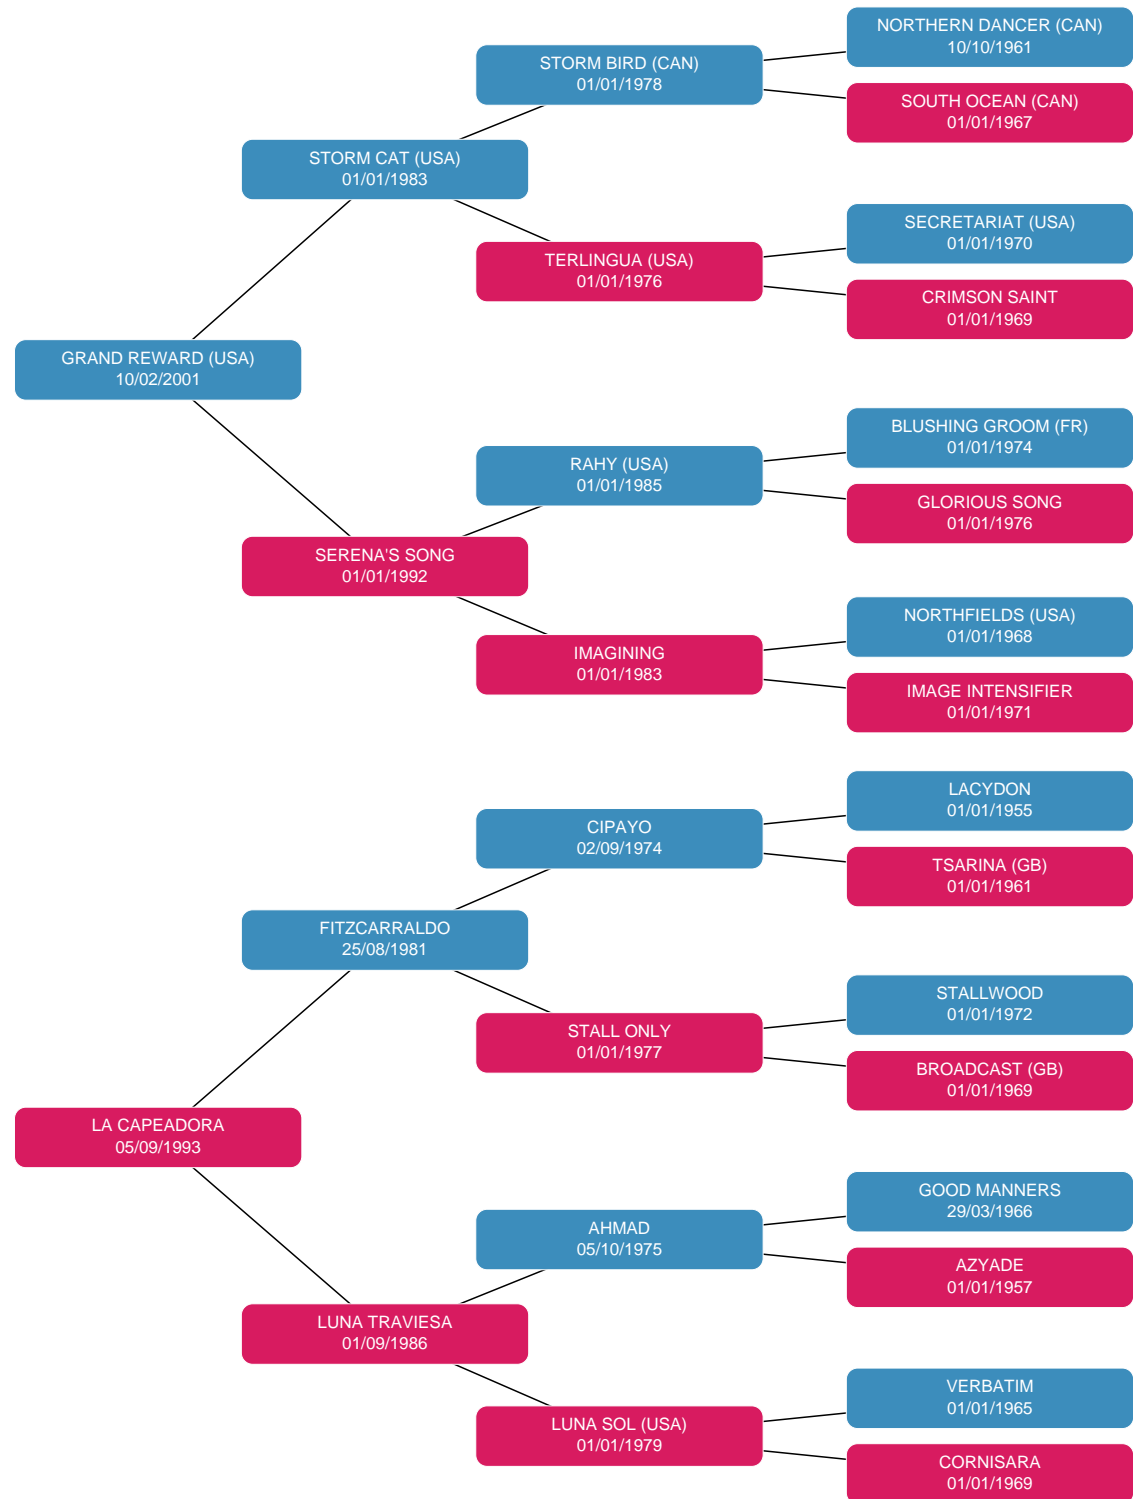 NORTHERN DANCER (CAN)
10/10/1961
STORM BIRD (CAN)
01/01/1978
SOUTH OCEAN (CAN)
01/01/1967
STORM CAT (USA)
01/01/1983
SECRETARIAT (USA)
01/01/1970
TERLINGUA (USA)
01/01/1976
CRIMSON SAINT
01/01/1969
GRAND REWARD (USA)
10/02/2001
BLUSHING GROOM (FR)
01/01/1974
RAHY (USA)
01/01/1985
GLORIOUS SONG
01/01/1976
SERENA'S SONG
01/01/1992
NORTHFIELDS (USA)
01/01/1968
IMAGINING
01/01/1983
IMAGE INTENSIFIER
01/01/1971
LACYDON
01/01/1955
CIPAYO
02/09/1974
TSARINA (GB)
01/01/1961
FITZCARRALDO
25/08/1981
STALLWOOD
01/01/1972
STALL ONLY
01/01/1977
BROADCAST (GB)
01/01/1969
LA CAPEADORA
05/09/1993
GOOD MANNERS
29/03/1966
AHMAD
05/10/1975
AZYADE
01/01/1957
LUNA TRAVIESA
01/09/1986
VERBATIM
01/01/1965
LUNA SOL (USA)
01/01/1979
CORNISARA
01/01/1969